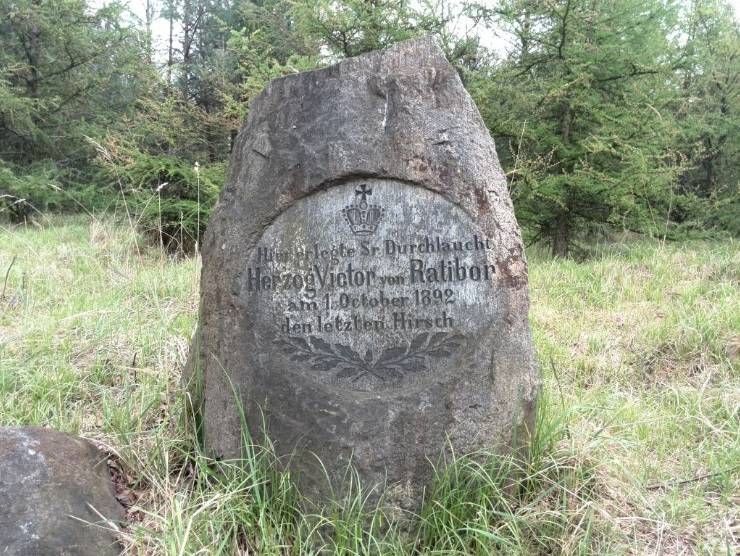 Hier erlegte Sr Durchlaucht
Herzog Victor von Ratibor
am 1. October 1892
den letzten Hirsch